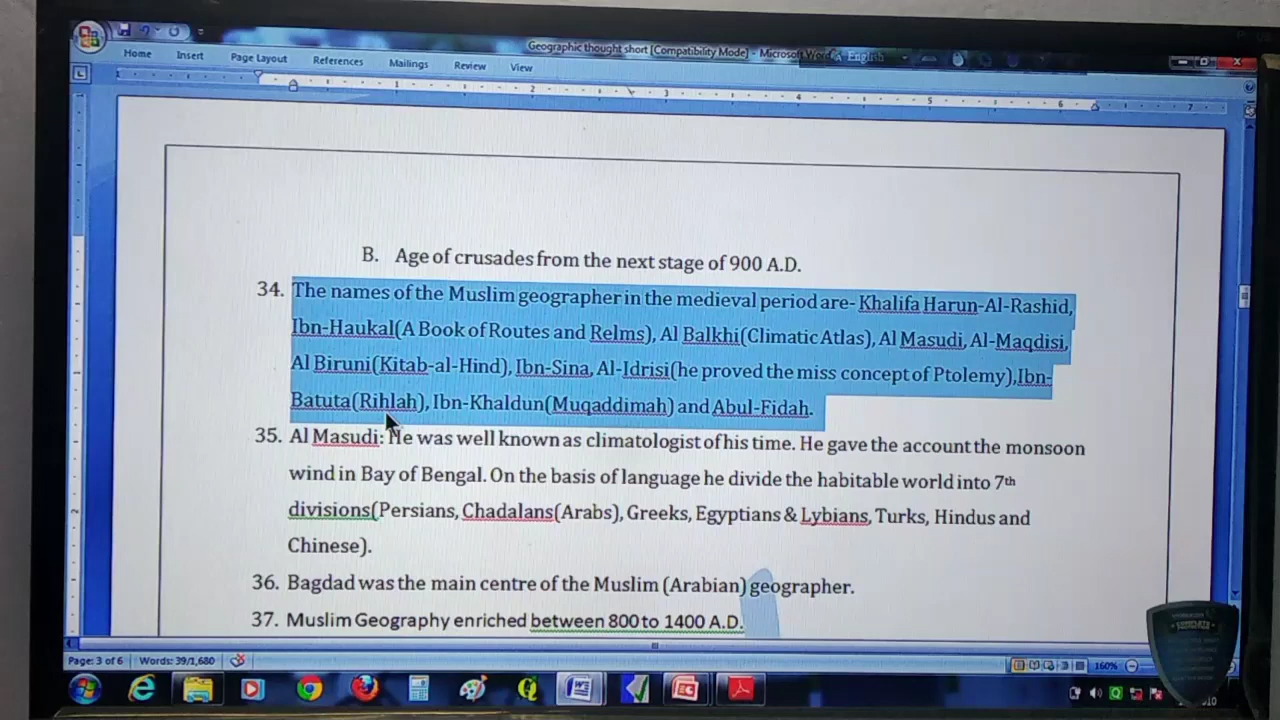 Geographic thought short [Compatibility Mode] - Microsoft Word
English
Home Insert Page Layout References Mailings Review View
B. Age of crusades from the next stage of 900 A.D.
34. The names of the Muslim geographer in the medieval period are- Khalifa Harun-Al-Rashid,
Ibn-Haukal(A Book of Routes and Relms), Al Balkhi(Climatic Atlas), Al Masudi, Al-Maqdisi,
Al Biruni(Kitab-al-Hind), Ibn-Sina, Al-Idrisi(he proved the miss concept of Ptolemy),Ibn-
Batuta(Rihlah), Ibn-Khaldun(Muqaddimah) and Abul-Fidah.
35. Al Masudi: He was well known as climatologist of his time. He gave the account the monsoon
wind in Bay of Bengal. On the basis of language he divide the habitable world into 7th
divisions(Persians, Chadalans(Arabs), Greeks, Egyptians & Lybians, Turks, Hindus and
Chinese).
36. Bagdad was the main centre of the Muslim (Arabian) geographer.
37. Muslim Geography enriched between 800 to 1400 A.D.
Page: 3 of 6 Words: 39/1,680 160%